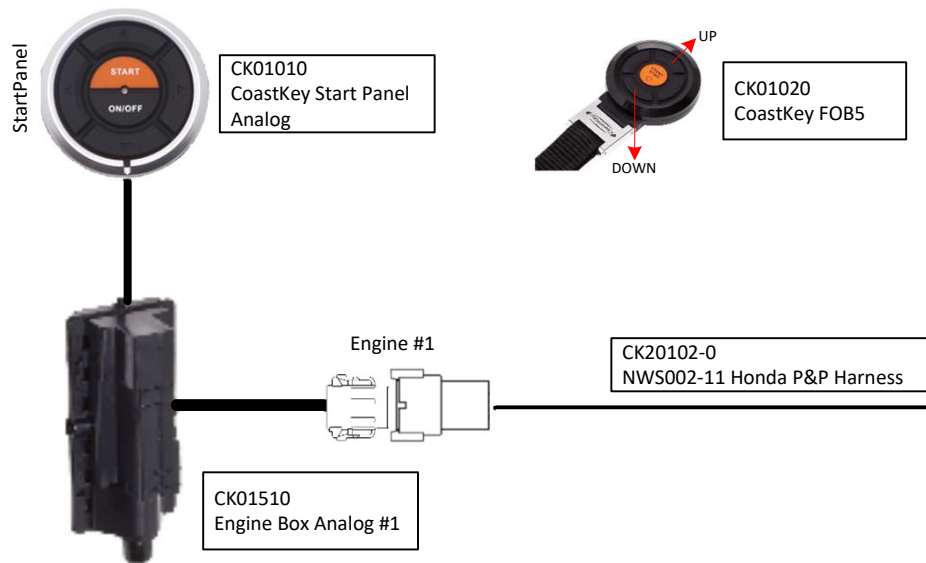 StartPanel
START
ON/OFF
CK01010
CoastKey Start Panel
Analog
UP
DOWN
CK01020
CoastKey FOB5
Engine #1
CK20102-0
NWS002-11 Honda P&P Harness
CK01510
Engine Box Analog #1